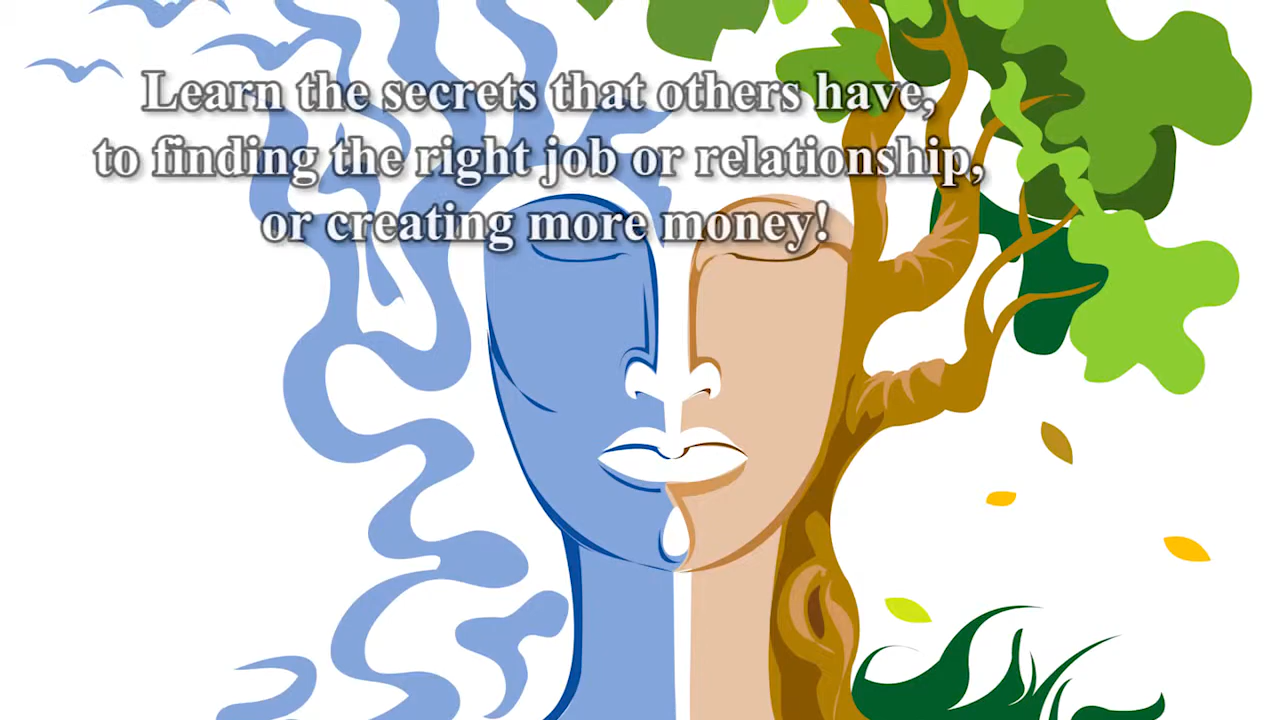 Learn the secrets that others have,
to finding the right job or relationship,
or creating more money!